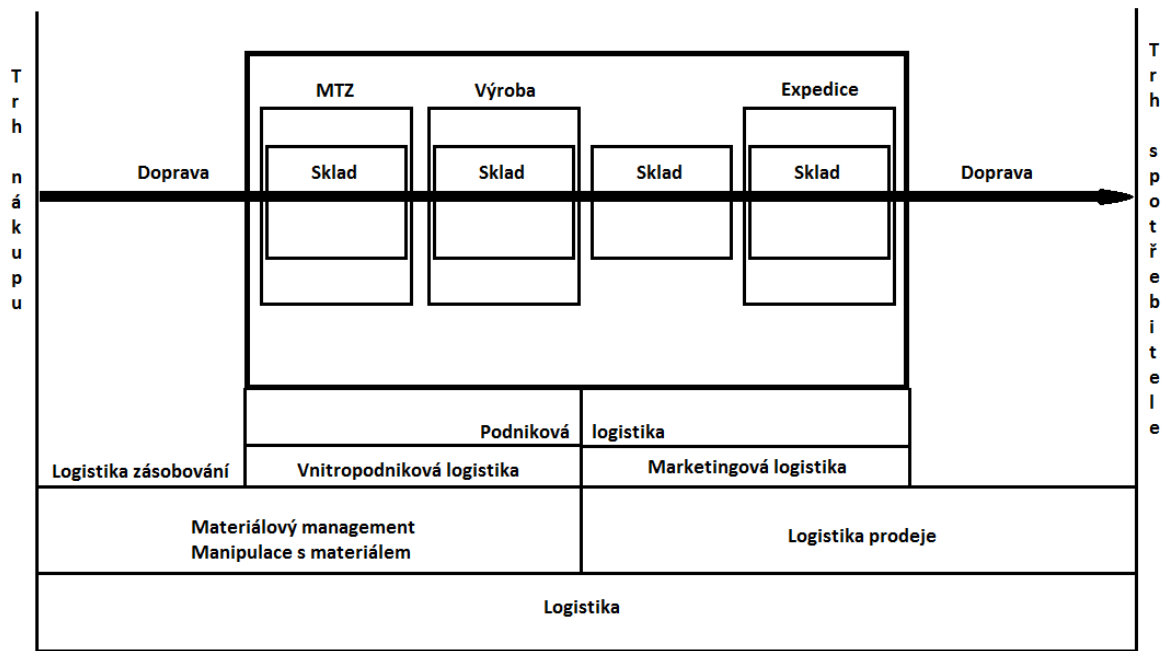 Trh nákupu
MTZ
Výroba
Expedice
Doprava
Sklad
Sklad
Sklad
Sklad
Doprava
Trh spotřebitele
Podniková logistika
Logistika zásobování
Vnitropodniková logistika
Marketingová logistika
Materiálový management
Manipulace s materiálem
Logistika prodeje
Logistika